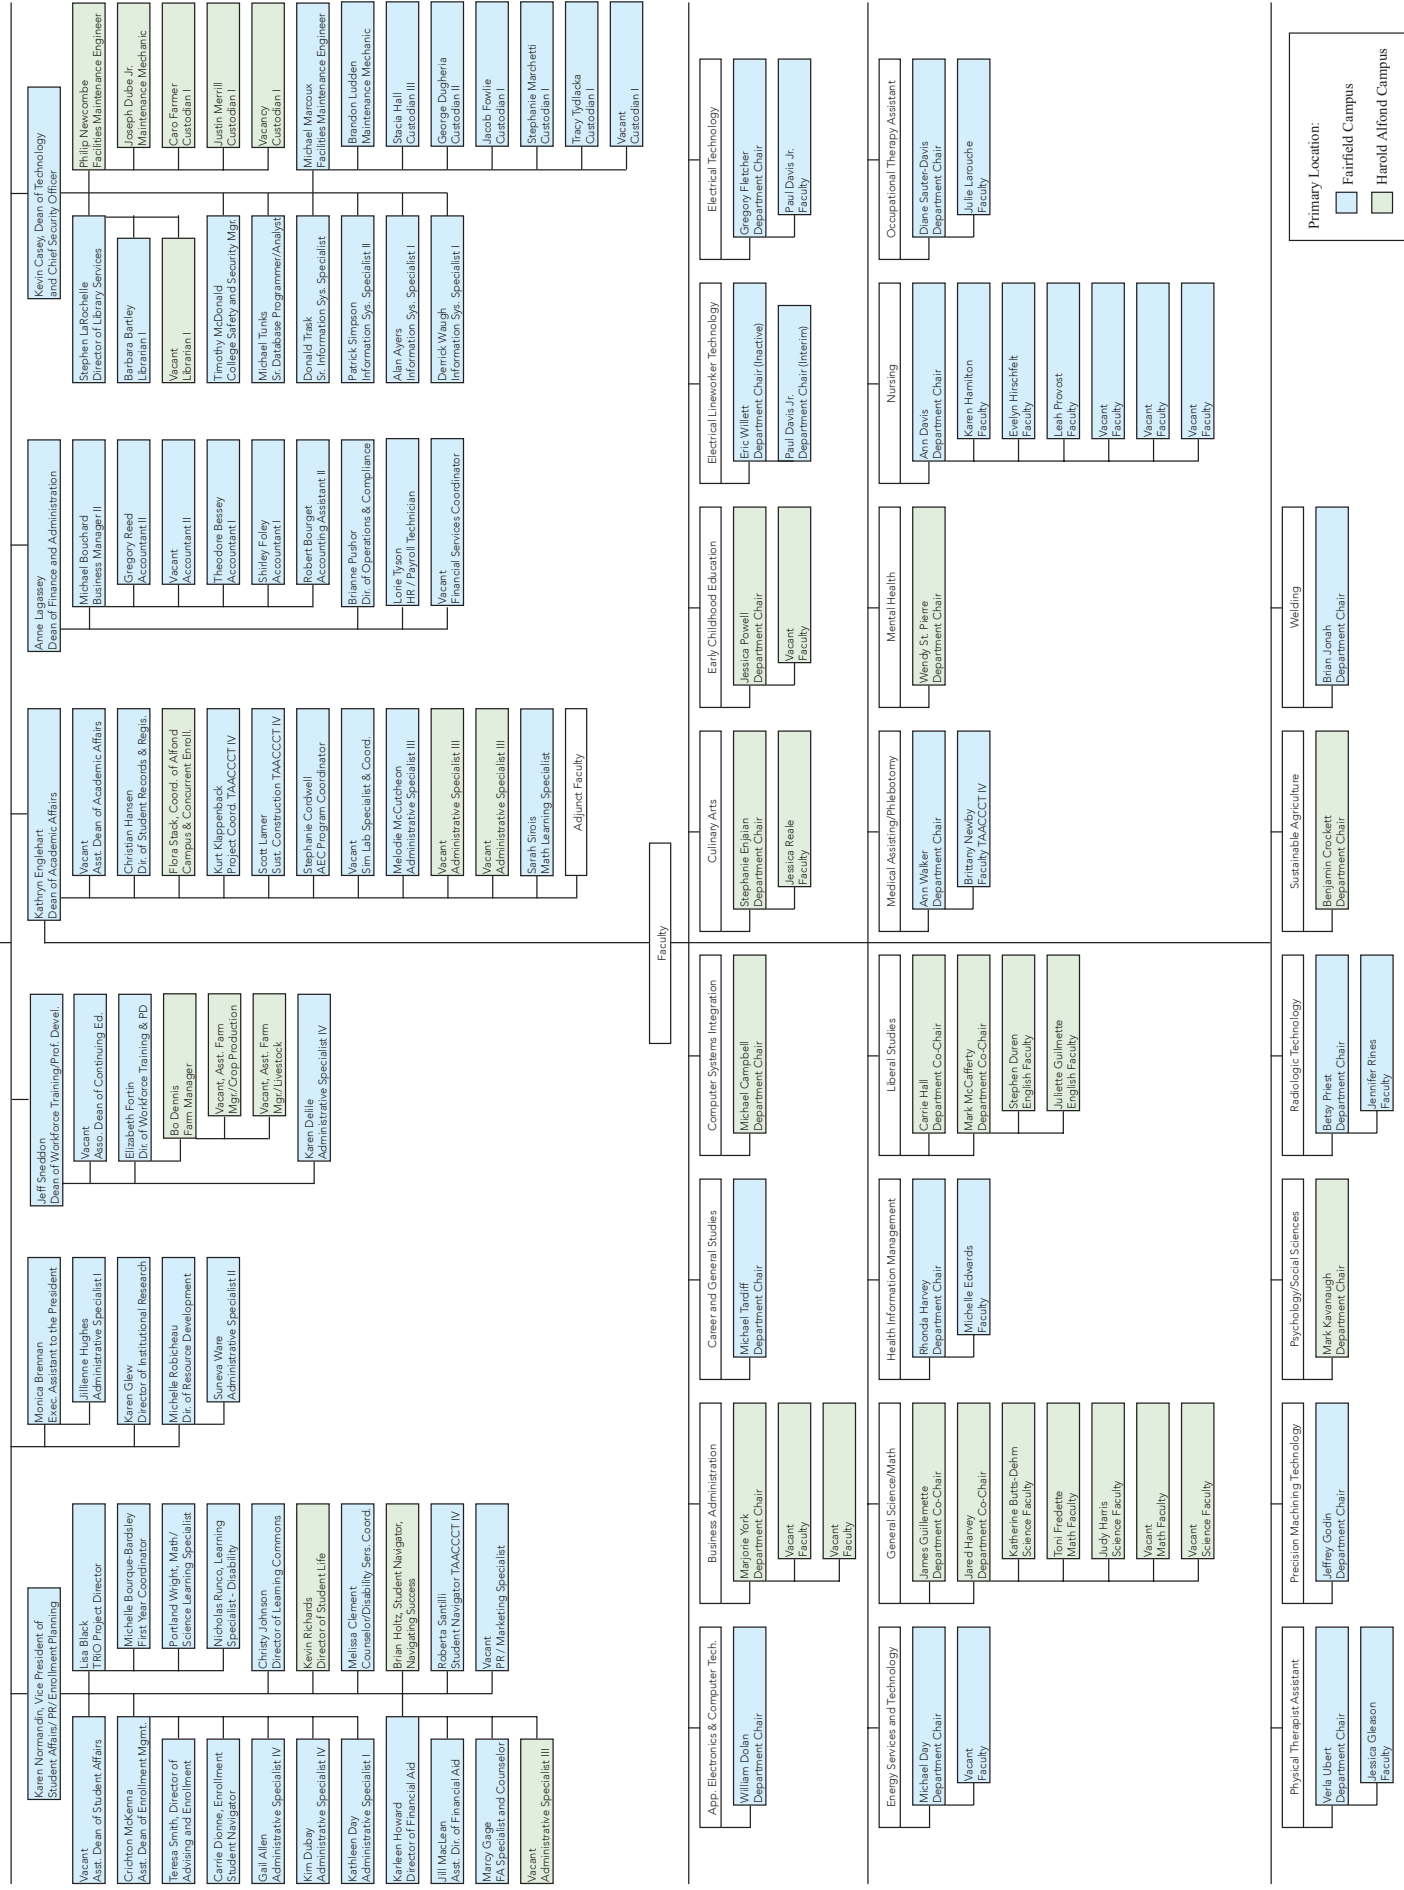 Karen Normandin, Vice President of
Student Affairs/ PR/ Enrollment Planning
Vacant
Asst. Dean of Student Affairs
Crichton McKenna
Asst. Dean of Enrollment Mgmt.
Teresa Smith, Director of
Advising and Enrollment
Carrie Dionne, Enrollment
Student Navigator
Gail Allen
Administrative Specialist IV
Kim Dubay
Administrative Specialist IV
Kathleen Day
Administrative Specialist I
Karleen Howard
Director of Financial Aid
Jill MacLean
Asst. Dir. of Financial Aid
Marcy Gage
FA Specialist and Counselor
Vacant
Administrative Specialist III
Lisa Black
TRiO Project Director
Michelle Bourque-Bardsley
First Year Coordinator
Portland Wright, Math/
Science Learning Specialist
Nicholas Runco, Learning
Specialist - Disability
Christy Johnson
Director of Learning Commons
Kevin Richards
Director of Student Life
Melissa Clement
Counselor/Disability Sers. Coord.
Brian Holtz, Student Navigator,
Navigating Success
Roberta Santilli
Student Navigator TAACCCT IV
Vacant
PR / Marketing Specialist
Monica Brennan
Exec. Assistant to the President
Jillienne Hughes
Administrative Specialist I
Karen Glew
Director of Institutional Research
Michelle Robicheau
Dir. of Resource Development
Suneva Ware
Administrative Specialist II
Jeff Sneddon
Dean of Workforce Training/Prof. Devel.
Vacant
Asso. Dean of Continuing Ed.
Elizabeth Fortin
Dir. of Workforce Training & PD
Bo Dennis
Farm Manager
Vacant, Asst. Farm
Mgr./Crop Production
Vacant, Asst. Farm
Mgr./Livestock
Karen Delile
Administrative Specialist IV
Kathryn Englehart
Dean of Academic Affairs
Vacant
Asst. Dean of Academic Affairs
Christian Hansen
Dir. of Student Records & Regis.
Flora Stack, Coord. of Alfond
Campus & Concurrent Enroll.
Kurt Klappenback
Project Coord. TAACCCT IV
Scott Lamer
Sust. Construction TAACCCT IV
Stephanie Cordwell
AEC Program Coordinator
Vacant
Sim Lab Specialist & Coord.
Melodie McCutcheon
Administrative Specialist III
Vacant
Administrative Specialist III
Vacant
Administrative Specialist III
Sarah Sirois
Math Learning Specialist
Adjunct Faculty
Anne Lagassey
Dean of Finance and Administration
Michael Bouchard
Business Manager II
Gregory Reed
Accountant II
Vacant
Accountant II
Theodore Bessey
Accountant I
Shirley Foley
Accountant I
Robert Bourget
Accounting Assistant II
Brianne Pushor
Dir. of Operations & Compliance
Lorie Tyson
HR / Payroll Technician
Vacant
Financial Services Coordinator
Kevin Casey, Dean of Technology
and Chief Security Officer
Stephen LaRochelle
Director of Library Services
Barbara Bartley
Librarian I
Vacant
Librarian I
Timothy McDonald
College Safety and Security Mgr.
Michael Tunks
Sr. Database Programmer/Analyst
Donald Trask
Sr. Information Sys. Specialist
Patrick Simpson
Information Sys. Specialist II
Alan Ayers
Information Sys. Specialist I
Derrick Waugh
Information Sys. Specialist I
Philip Newcombe
Facilities Maintenance Engineer
Joseph Dube Jr.
Maintenance Mechanic
Caro Farmer
Custodian I
Justin Merrill
Custodian I
Vacancy
Custodian I
Michael Marcoux
Facilities Maintenance Engineer
Brandon Ludden
Maintenance Mechanic
Stacia Hall
Custodian III
George Dugheria
Custodian II
Jacob Fowlie
Custodian I
Stephanie Marchetti
Custodian I
Tracy Tydlacka
Custodian I
Vacant
Custodian I
Faculty
App. Electronics & Computer Tech.
William Dolan
Department Chair
Business Administration
Marjorie York
Department Chair
Vacant
Faculty
Vacant
Faculty
Career and General Studies
Michael Tardiff
Department Chair
Computer Systems Integration
Michael Campbell
Department Chair
Culinary Arts
Stephanie Enjaian
Department Chair
Jessica Reale
Faculty
Early Childhood Education
Jessica Powell
Department Chair
Vacant
Faculty
Electrical Lineworker Technology
Eric Willett
Department Chair (Inactive)
Paul Davis Jr.
Department Chair (Interim)
Electrical Technology
Gregory Fletcher
Department Chair
Paul Davis Jr.
Faculty
Energy Services and Technology
Michael Day
Department Chair
Vacant
Faculty
General Science/Math
James Guillemette
Department Co-Chair
Jared Harvey
Department Co-Chair
Katherine Butts-Dehm
Science Faculty
Toni Fredette
Math Faculty
Judy Harris
Science Faculty
Vacant
Math Faculty
Vacant
Science Faculty
Health Information Management
Rhonda Harvey
Department Chair
Michelle Edwards
Faculty
Liberal Studies
Carrie Hall
Department Co-Chair
Mark McCafferty
Department Co-Chair
Stephen Duren
English Faculty
Juliette Guilmette
English Faculty
Medical Assisting/Phlebotomy
Ann Walker
Department Chair
Brittany Newby
Faculty TAACCCT IV
Mental Health
Wendy St. Pierre
Department Chair
Nursing
Ann Davis
Department Chair
Karen Hamilton
Faculty
Evelyn Hirschfelt
Faculty
Leah Provost
Faculty
Vacant
Faculty
Vacant
Faculty
Vacant
Faculty
Occupational Therapy Assistant
Diane Sauter-Davis
Department Chair
Julie Larouche
Faculty
Physical Therapist Assistant
Verla Ubert
Department Chair
Jessica Gleason
Faculty
Precision Machining Technology
Jeffrey Godin
Department Chair
Psychology/Social Sciences
Mark Kavanaugh
Department Chair
Radiologic Technology
Betsy Priest
Department Chair
Jennifer Rines
Faculty
Sustainable Agriculture
Benjamin Crockett
Department Chair
Welding
Brian Jonah
Department Chair
Primary Location:
Fairfield Campus
Harold Alfond Campus